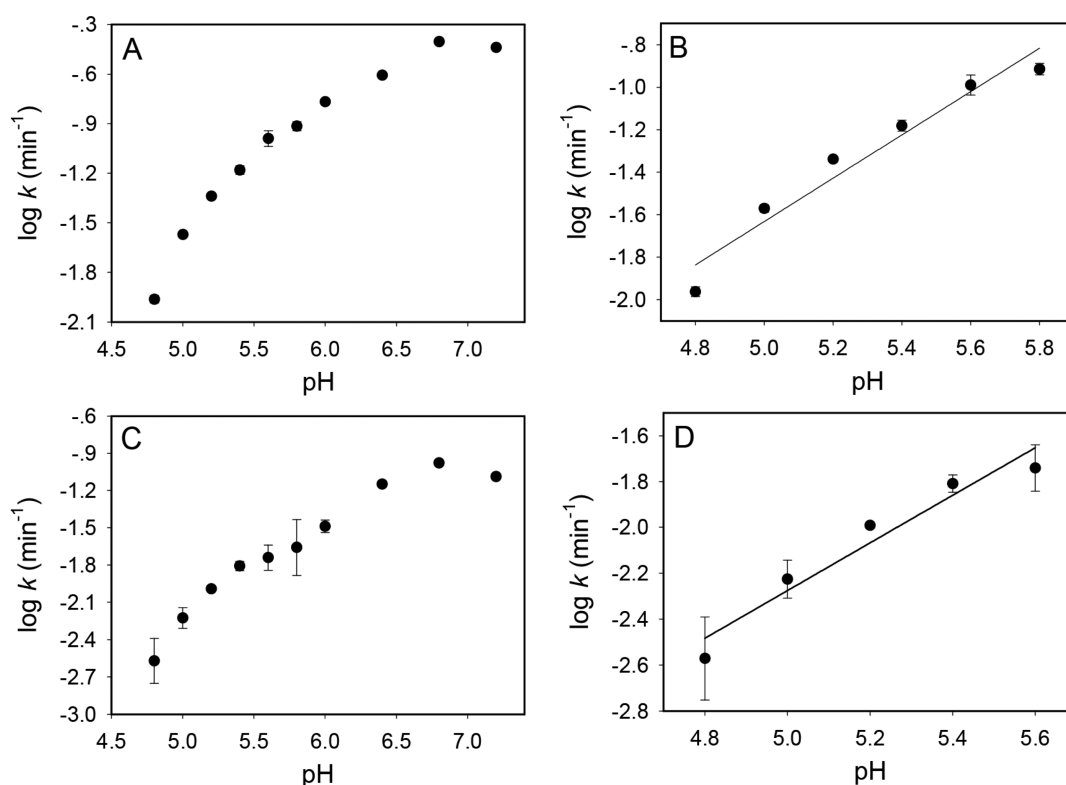 A
-.3
-.6
-.9
-1.2
-1.5
-1.8
-2.1
log k (min⁻¹)
4.5 5.0 5.5 6.0 6.5 7.0
pH
B
-.8
-1.0
-1.2
-1.4
-1.6
-1.8
-2.0
log k (min⁻¹)
4.8 5.0 5.2 5.4 5.6 5.8
pH
C
-.6
-.9
-1.2
-1.5
-1.8
-2.1
-2.4
-2.7
-3.0
log k (min⁻¹)
4.5 5.0 5.5 6.0 6.5 7.0
pH
D
-1.6
-1.8
-2.0
-2.2
-2.4
-2.6
-2.8
log k (min⁻¹)
4.8 5.0 5.2 5.4 5.6
pH